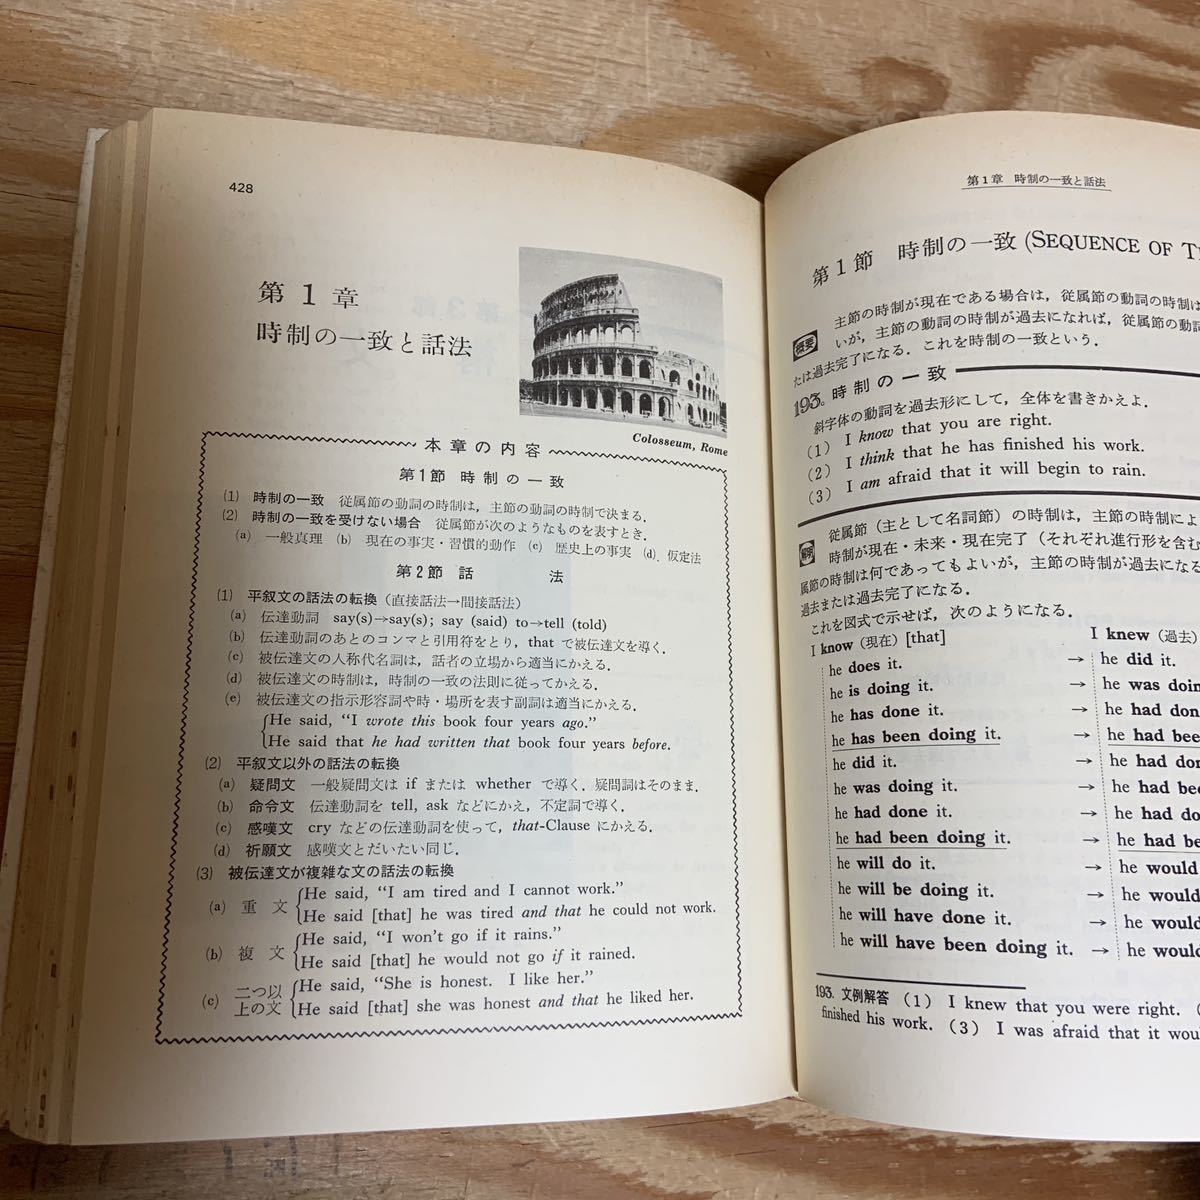 428
第1章
時制の一致と話法
Colosseum, Rome
本章の内容
第1節 時制の一致
(1) 時制の一致 従属節の動詞の時制は，主節の動詞の時制で決まる．
(2) 時制の一致を受けない場合 従属節が次のようなものを表すとき．
(a) 一般真理 (b) 現在の事実・習慣的動作 (c) 歴史上の事実 (d) 仮定法
第2節 話 法
(1) 平叙文の話法の転換（直接話法→間接話法）
(a) 伝達動詞 say(s)→say(s); say (said) to→tell (told)
(b) 伝達動詞のあとのコンマと引用符をとり，that で被伝達文を導く．
(c) 被伝達文の人称代名詞は，話者の立場から適当にかえる．
(d) 被伝達文の時制は，時制の一致の法則に従ってかえる．
(e) 被伝達文の指示形容詞や時・場所を表す副詞は適当にかえる．
He said, “I wrote this book four years ago.”
He said that he had written that book four years before.
(2) 平叙文以外の話法の転換
(a) 疑問文 一般疑問文は if または whether で導く．疑問詞はそのまま．
(b) 命令文 伝達動詞を tell, ask などにかえ，不定詞で導く．
(c) 感嘆文 cry などの伝達動詞を使って，that-Clause にかえる．
(d) 祈願文 感嘆文とだいたい同じ．
(3) 被伝達文が複雑な文の話法の転換
(a) 重文 He said, “I am tired and I cannot work.”
He said [that] he was tired and that he could not work.
(b) 複文 He said, “I won't go if it rains.”
He said [that] he would not go if it rained.
(c) 二つ以上の文 He said, “She is honest. I like her.”
He said [that] she was honest and that he liked her.
第1章 時制の一致と話法
第1節 時制の一致 (SEQUENCE OF
概要 主節の時制が現在である場合は，従属節の動詞の時制は
いが，主節の動詞の時制が過去になれば，従属節の動詞
たは過去完了になる．これを時制の一致という．
193. 時制の一致
斜字体の動詞を過去形にして，全体を書きかえよ．
(1) I know that you are right.
(2) I think that he has finished his work.
(3) I am afraid that it will begin to rain.
従属節（主として名詞節）の時制は，主節の時制によ
時制が現在・未来・現在完了（それぞれ進行形を含む
属節の時制は何であってもよいが，主節の時制が過去になる
過去または過去完了になる．
これを図式で示せば，次のようになる．
I know (現在) [that] I knew (過去)
he does it. → he did it.
he is doing it. → he was
he has done it. → he had
he has been doing it. → he had
he did it. → he had
he was doing it. → he had
he had done it. → he had
he had been doing it. → he had
he will do it. → he would
he will be doing it. → he would
he will have done it. → he would
he will have been doing it. → he would
193. 文例解答 (1) I knew that you were right.
finished his work. (3) I was afraid that it